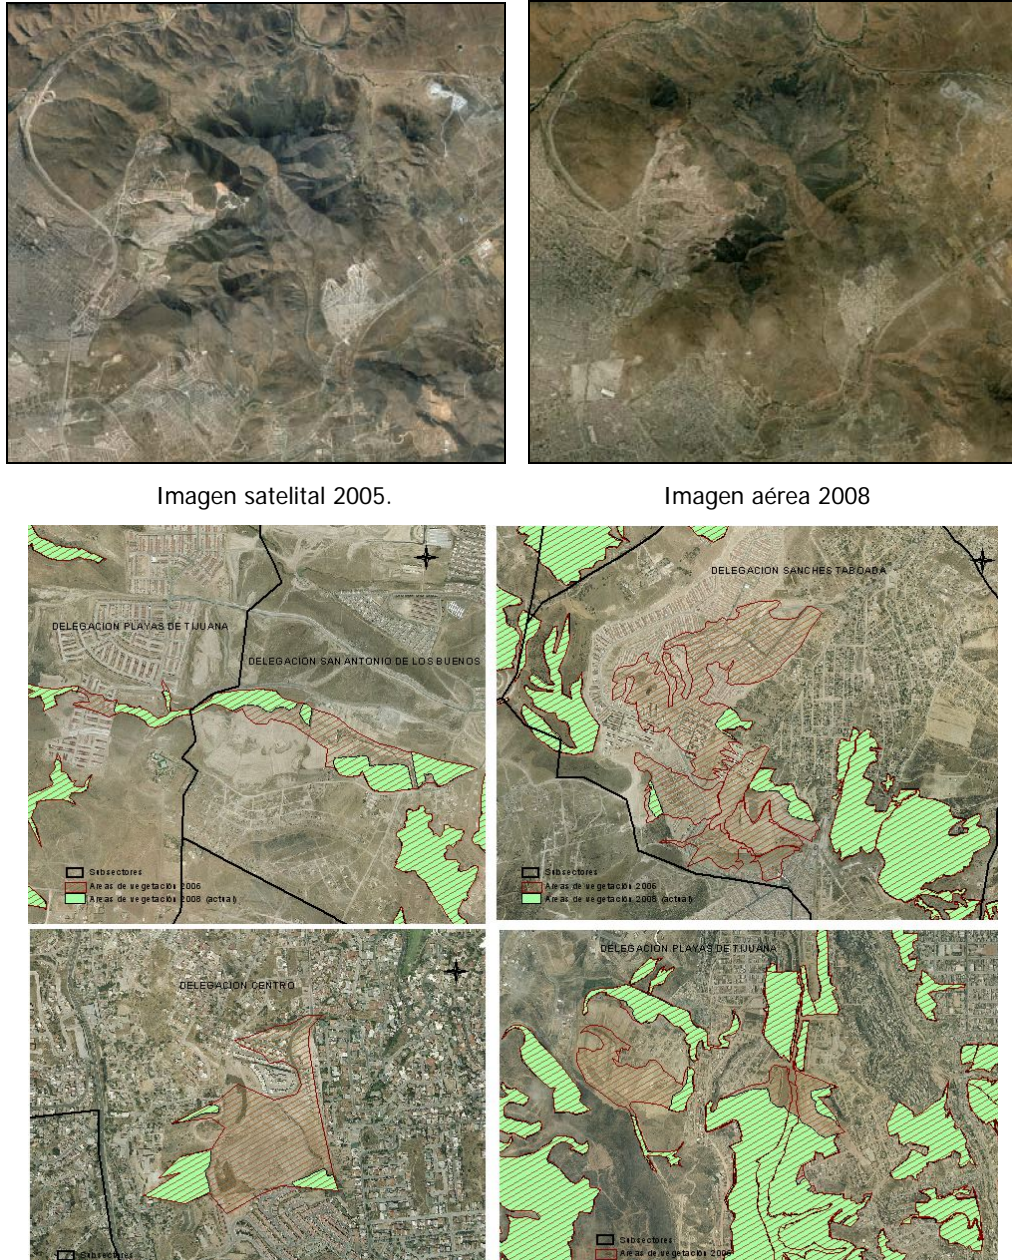 Imagen satelital 2005.
Imagen aérea 2008
DELEGACION PLAYAS DE TIJUANA
DELEGACION SAN ANTONIO DE LOS BUENOS
Subsectores
Areas de vegetación 2006
Areas de vegetación 2008 (actual)
DELEGACION SANCHES TABOADA
Subsectores
Areas de vegetación 2006
Areas de vegetación 2008 (actual)
DELEGACION CENTRO
Subsectores
DELEGACION PLAYAS DE TIJUANA
Subsectores
Areas de vegetación 2006